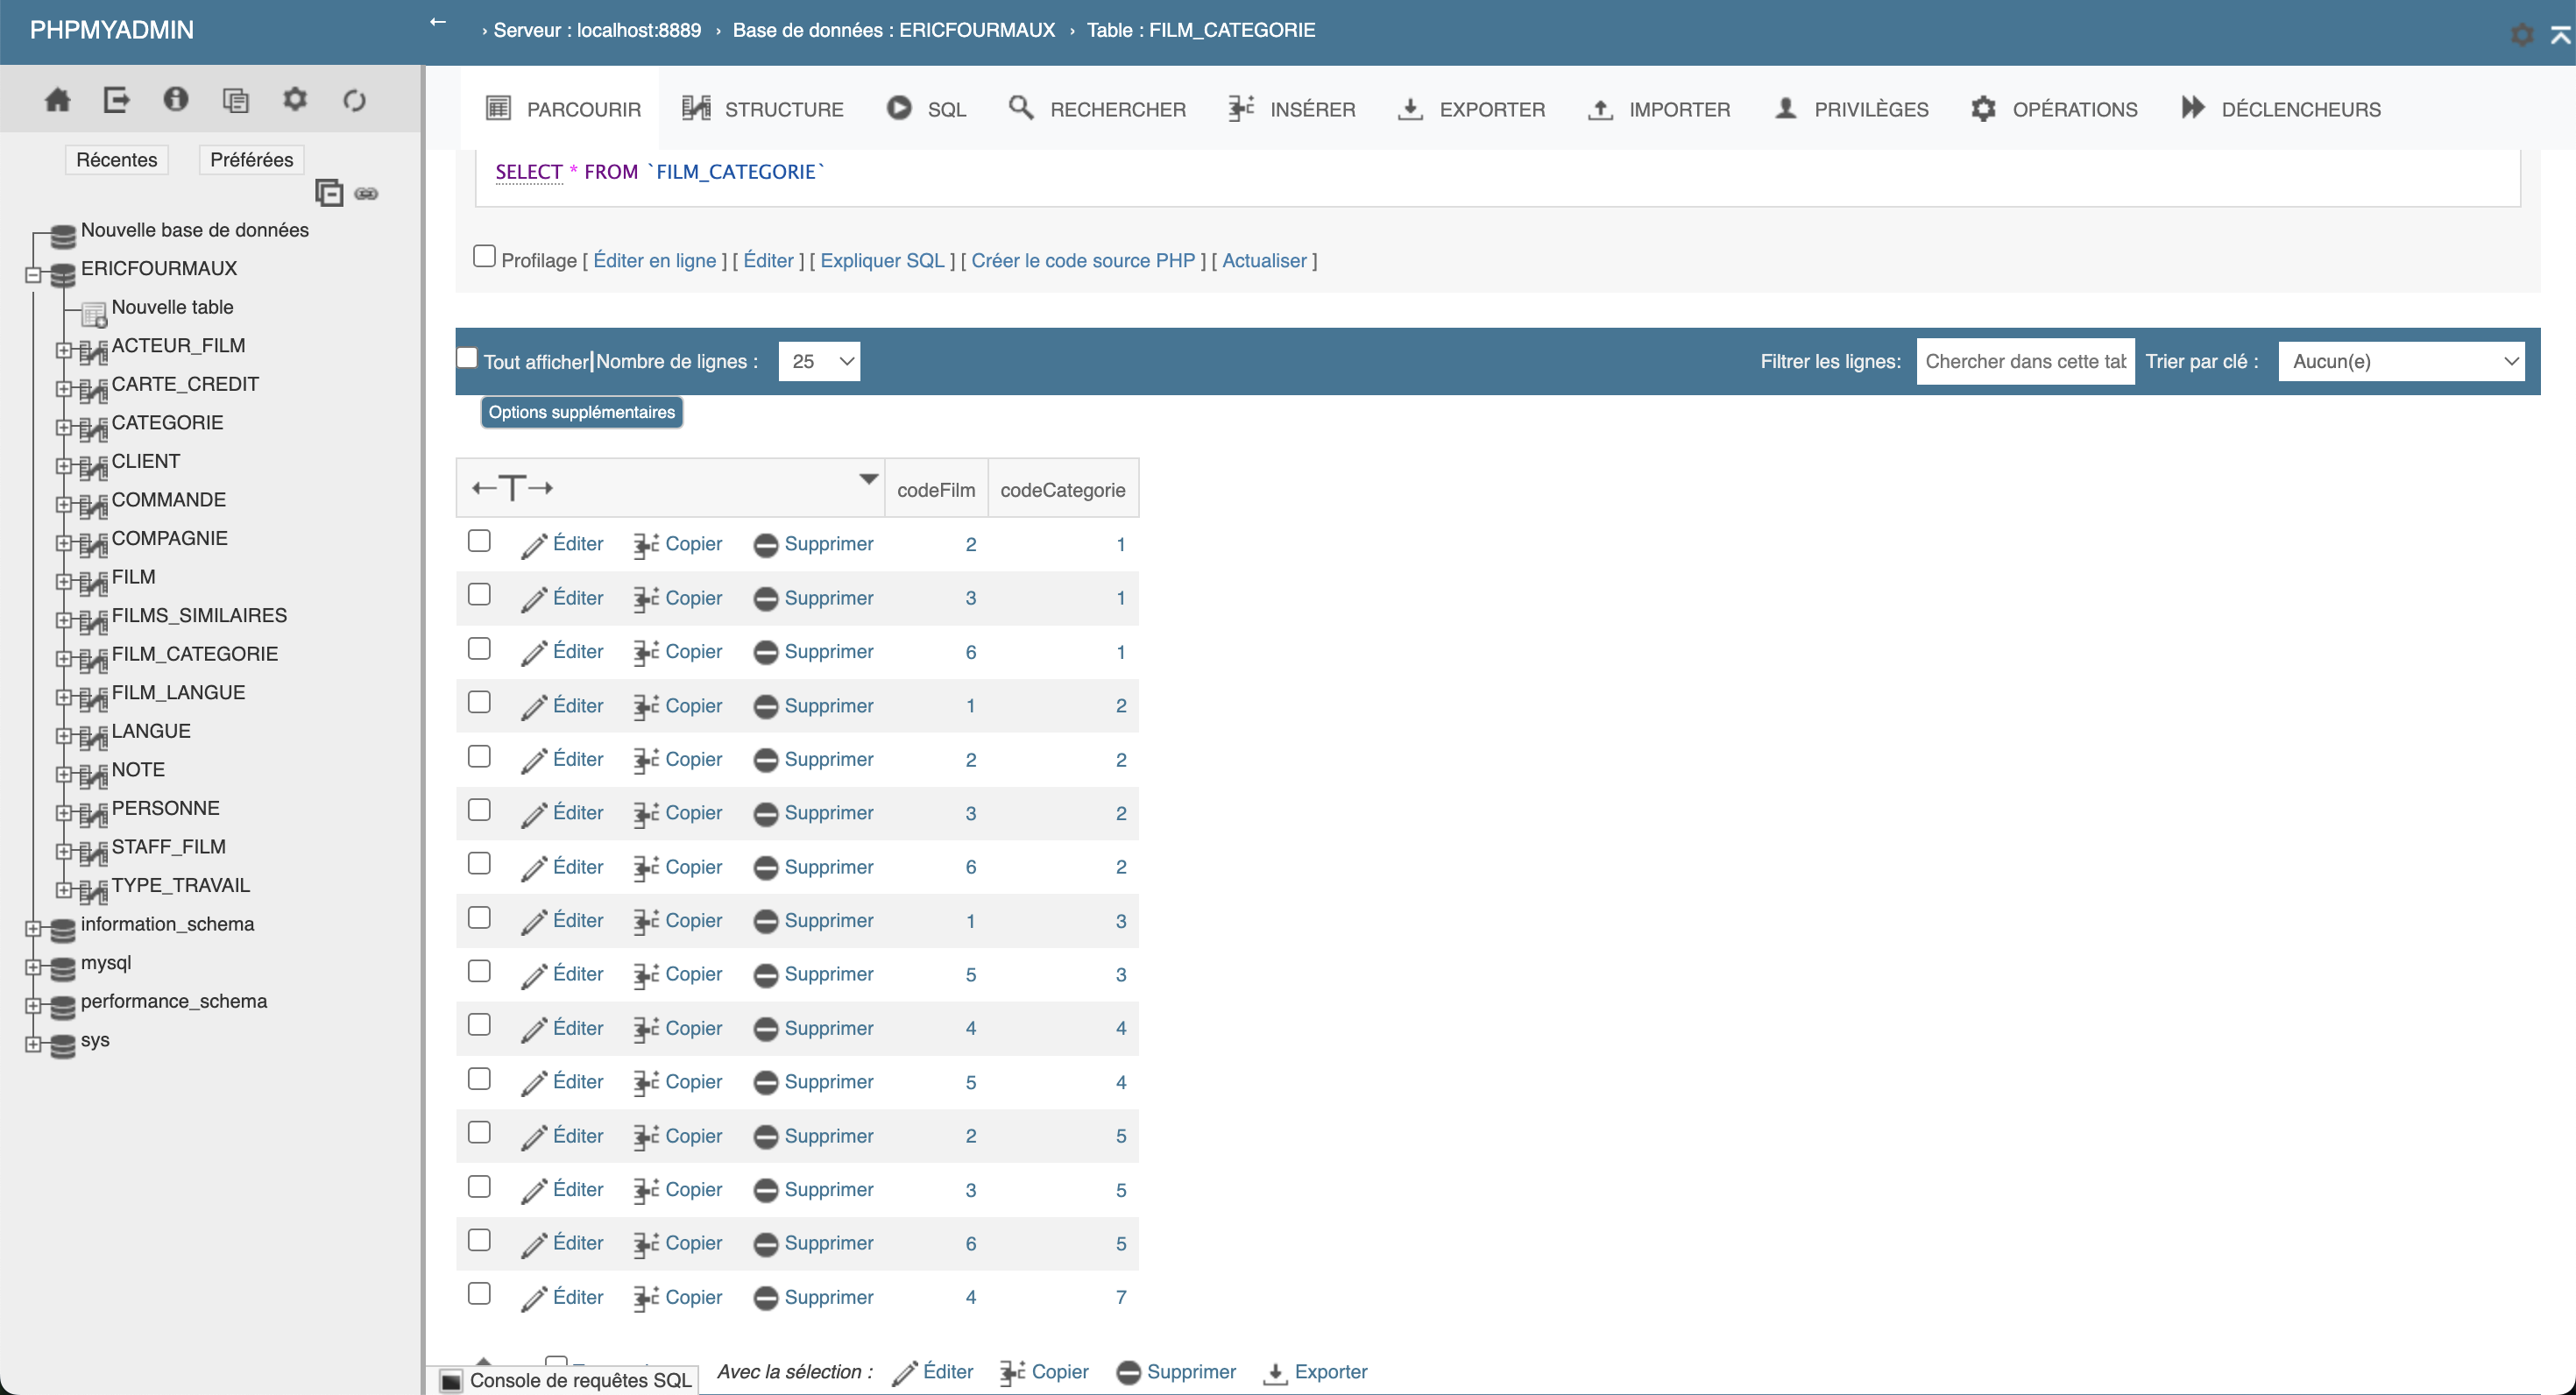 PHPMYADMIN
← › Serveur : localhost:8889 › Base de données : ERICFOURMAUX › Table : FILM_CATEGORIE
Récentes Préférées
Nouvelle base de données
ERICFOURMAUX
Nouvelle table
ACTEUR_FILM
CARTE_CREDIT
CATEGORIE
CLIENT
COMMANDE
COMPAGNIE
FILM
FILMS_SIMILAIRES
FILM_CATEGORIE
FILM_LANGUE
LANGUE
NOTE
PERSONNE
STAFF_FILM
TYPE_TRAVAIL
information_schema
mysql
performance_schema
sys
PARCOURIR STRUCTURE SQL RECHERCHER INSÉRER EXPORTER IMPORTER PRIVILÈGES OPÉRATIONS DÉCLENCHEURS
SELECT * FROM `FILM_CATEGORIE`
Profilage [ Éditer en ligne ] [ Éditer ] [ Expliquer SQL ] [ Créer le code source PHP ] [ Actualiser ]
Tout afficher | Nombre de lignes : 25 Filtrer les lignes: Chercher dans cette tab Trier par clé : Aucun(e)
Options supplémentaires
←T→ codeFilm codeCategorie
Éditer Copier Supprimer 2 1
Éditer Copier Supprimer 3 1
Éditer Copier Supprimer 6 1
Éditer Copier Supprimer 1 2
Éditer Copier Supprimer 2 2
Éditer Copier Supprimer 3 2
Éditer Copier Supprimer 6 2
Éditer Copier Supprimer 1 3
Éditer Copier Supprimer 5 3
Éditer Copier Supprimer 4 4
Éditer Copier Supprimer 5 4
Éditer Copier Supprimer 2 5
Éditer Copier Supprimer 3 5
Éditer Copier Supprimer 6 5
Éditer Copier Supprimer 4 7
Avec la sélection : Éditer Copier Supprimer Exporter
Console de requêtes SQL